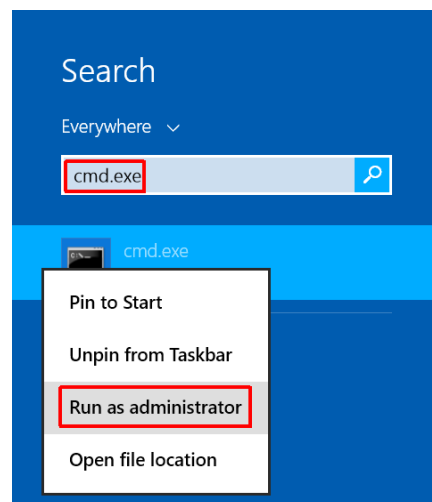 Search
Everywhere
cmd.exe
cmd.exe
Pin to Start
Unpin from Taskbar
Run as administrator
Open file location